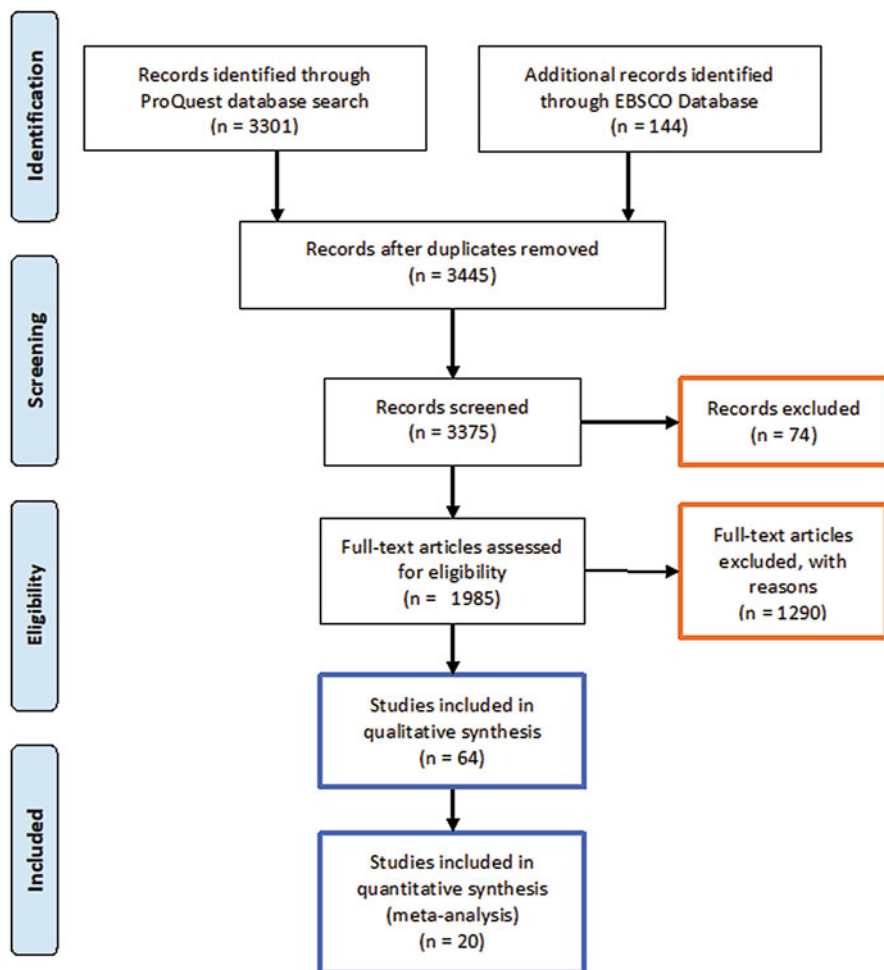 Identification
Records identified through
ProQuest database search
(n = 3301)
Additional records identified
through EBSCO Database
(n = 144)
Records after duplicates removed
(n = 3445)
Screening
Records screened
(n = 3375)
Records excluded
(n = 74)
Eligibility
Full-text articles assessed
for eligibility
(n = 1985)
Full-text articles
excluded, with
reasons
(n = 1290)
Studies included in
qualitative synthesis
(n = 64)
Included
Studies included in
quantitative synthesis
(meta-analysis)
(n = 20)